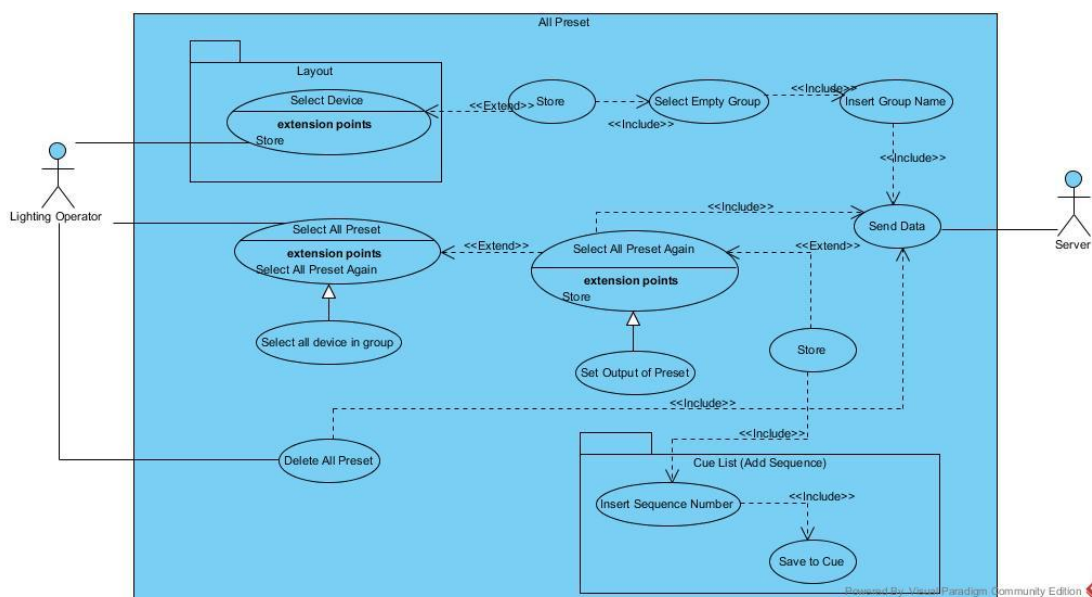 All Preset
Layout
Select Device
extension points
Store
<<Extend>>
Store
<<Include>>
Select Empty Group
<<Include>>
Insert Group Name
<<Include>>
Lighting Operator
Select All Preset
extension points
Select All Preset Again
<<Extend>>
Select All Preset Again
extension points
Store
<<Include>>
Send Data
<<Extend>>
Server
Select all device in group
Set Output of Preset
Store
<<Include>>
Delete All Preset
<<Include>>
Cue List (Add Sequence)
Insert Sequence Number
<<Include>>
Save to Cue
Powered By Visual Paradigm Community Edition